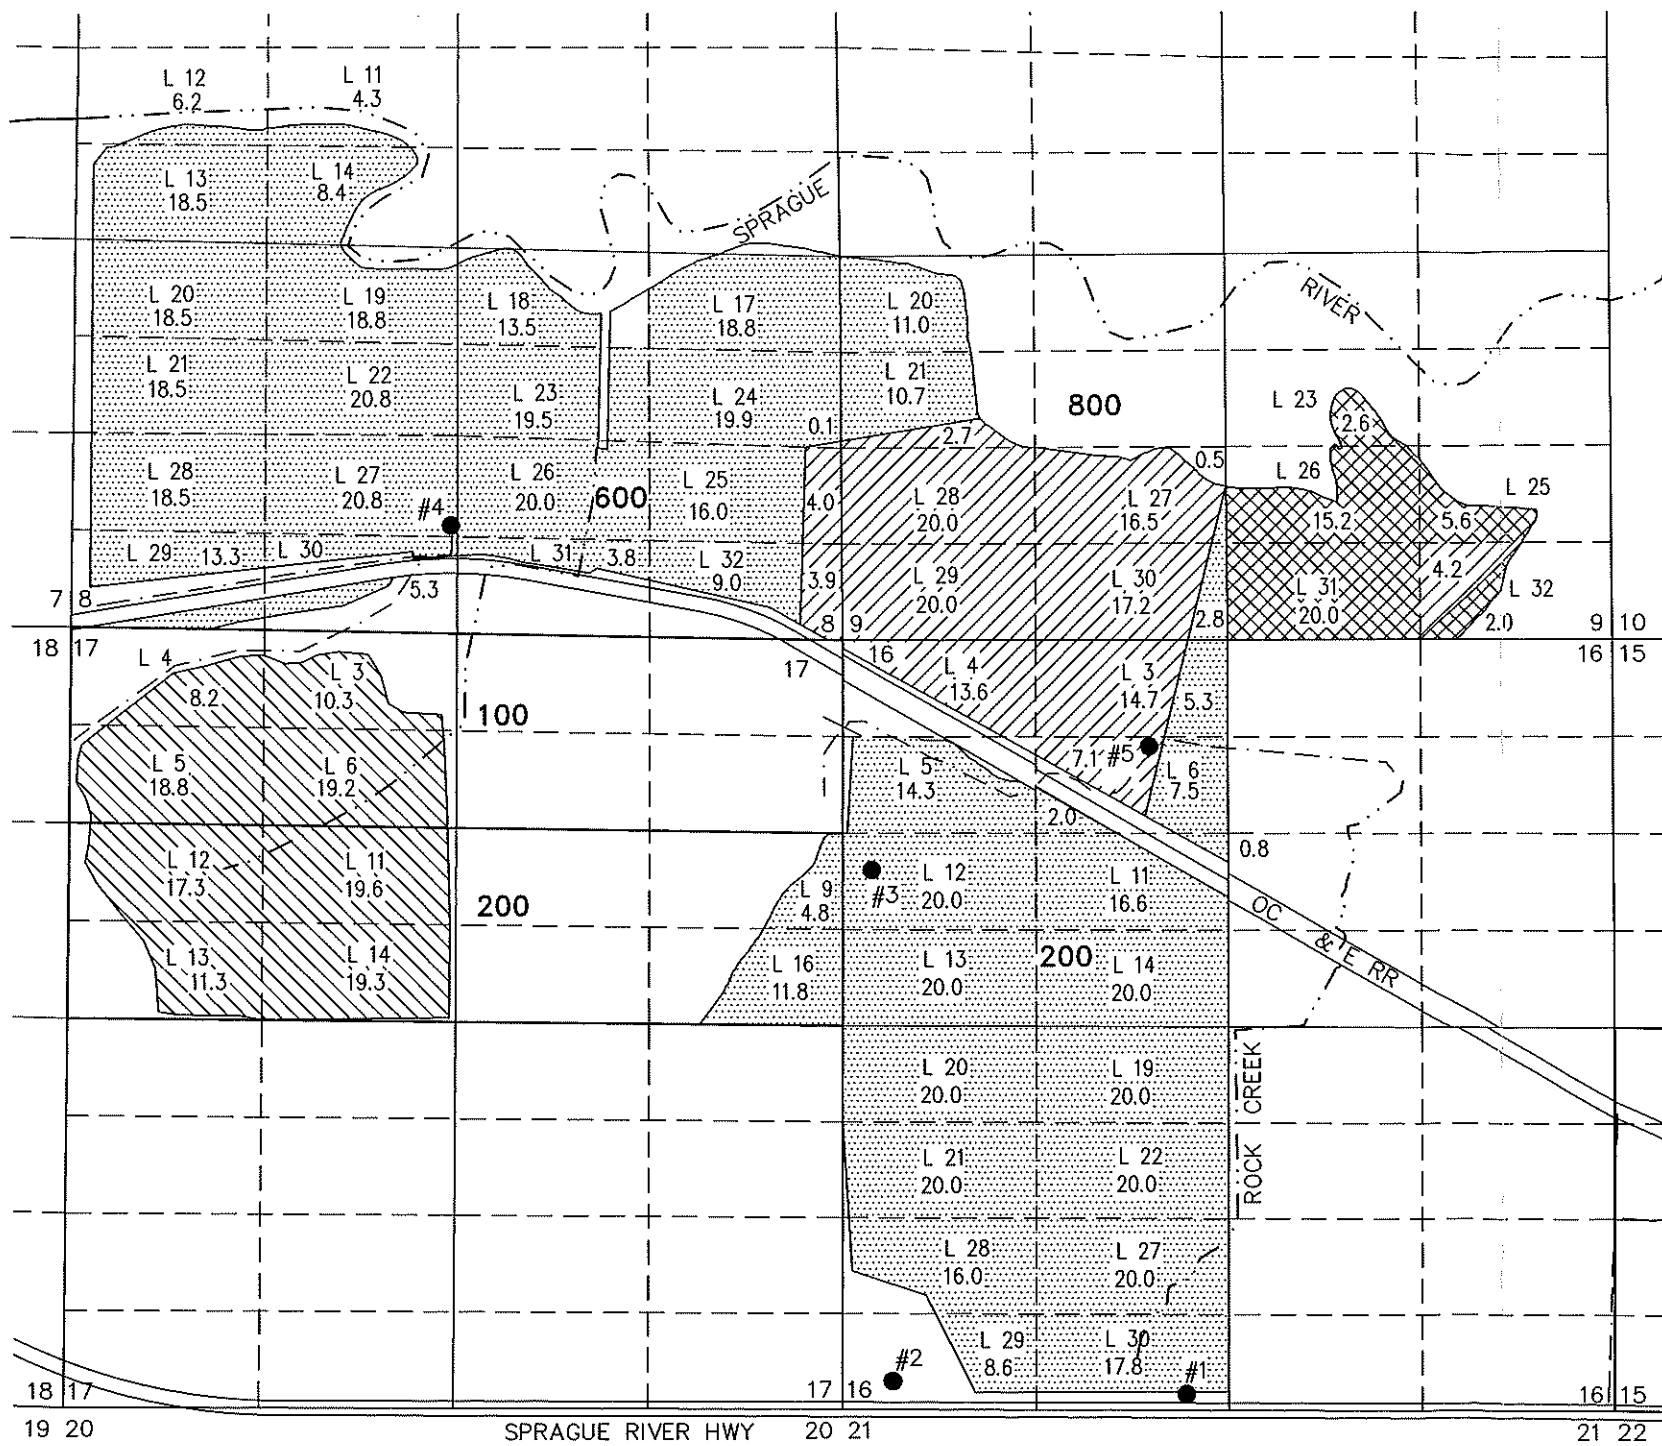 L 12
6.2
L 11
4.3
L 13
18.5
L 14
8.4
SPRAGUE
RIVER
L 20
18.5
L 19
18.8
L 18
13.5
L 17
18.8
L 20
11.0
L 21
18.5
L 22
20.8
L 23
19.5
L 24
19.9
L 21
10.7
800
L 23
2.6
0.1
2.7
0.5
L 28
18.5
L 27
20.8
#4
L 26
20.0
600
L 25
16.0
4.0
L 28
20.0
L 27
16.5
L 26
15.2
L 25
5.6
L 29
13.3
L 30
L 31
3.8
L 32
9.0
3.9
L 29
20.0
L 30
17.2
L 31
20.0
4.2
L 32
2.0
5.3
2.8
7 8
8 9
9 10
18 17
17
16
16 15
L 4
8.2
L 3
10.3
L 4
13.6
L 3
14.7
5.3
100
L 5
18.8
L 6
19.2
L 5
14.3
7.1
#5
L 6
7.5
2.0
0.8
L 12
17.3
L 11
19.6
200
L 9
4.8
#3
L 12
20.0
L 11
16.6
OC & E RR
L 13
11.3
L 14
19.3
L 16
11.8
L 13
20.0
200
L 14
20.0
L 20
20.0
L 19
20.0
ROCK CREEK
L 21
20.0
L 22
20.0
L 28
16.0
L 27
20.0
L 29
8.6
L 30
17.8
#2
#1
18 17
17 16
16 15
19 20
SPRAGUE RIVER HWY
20 21
21 22